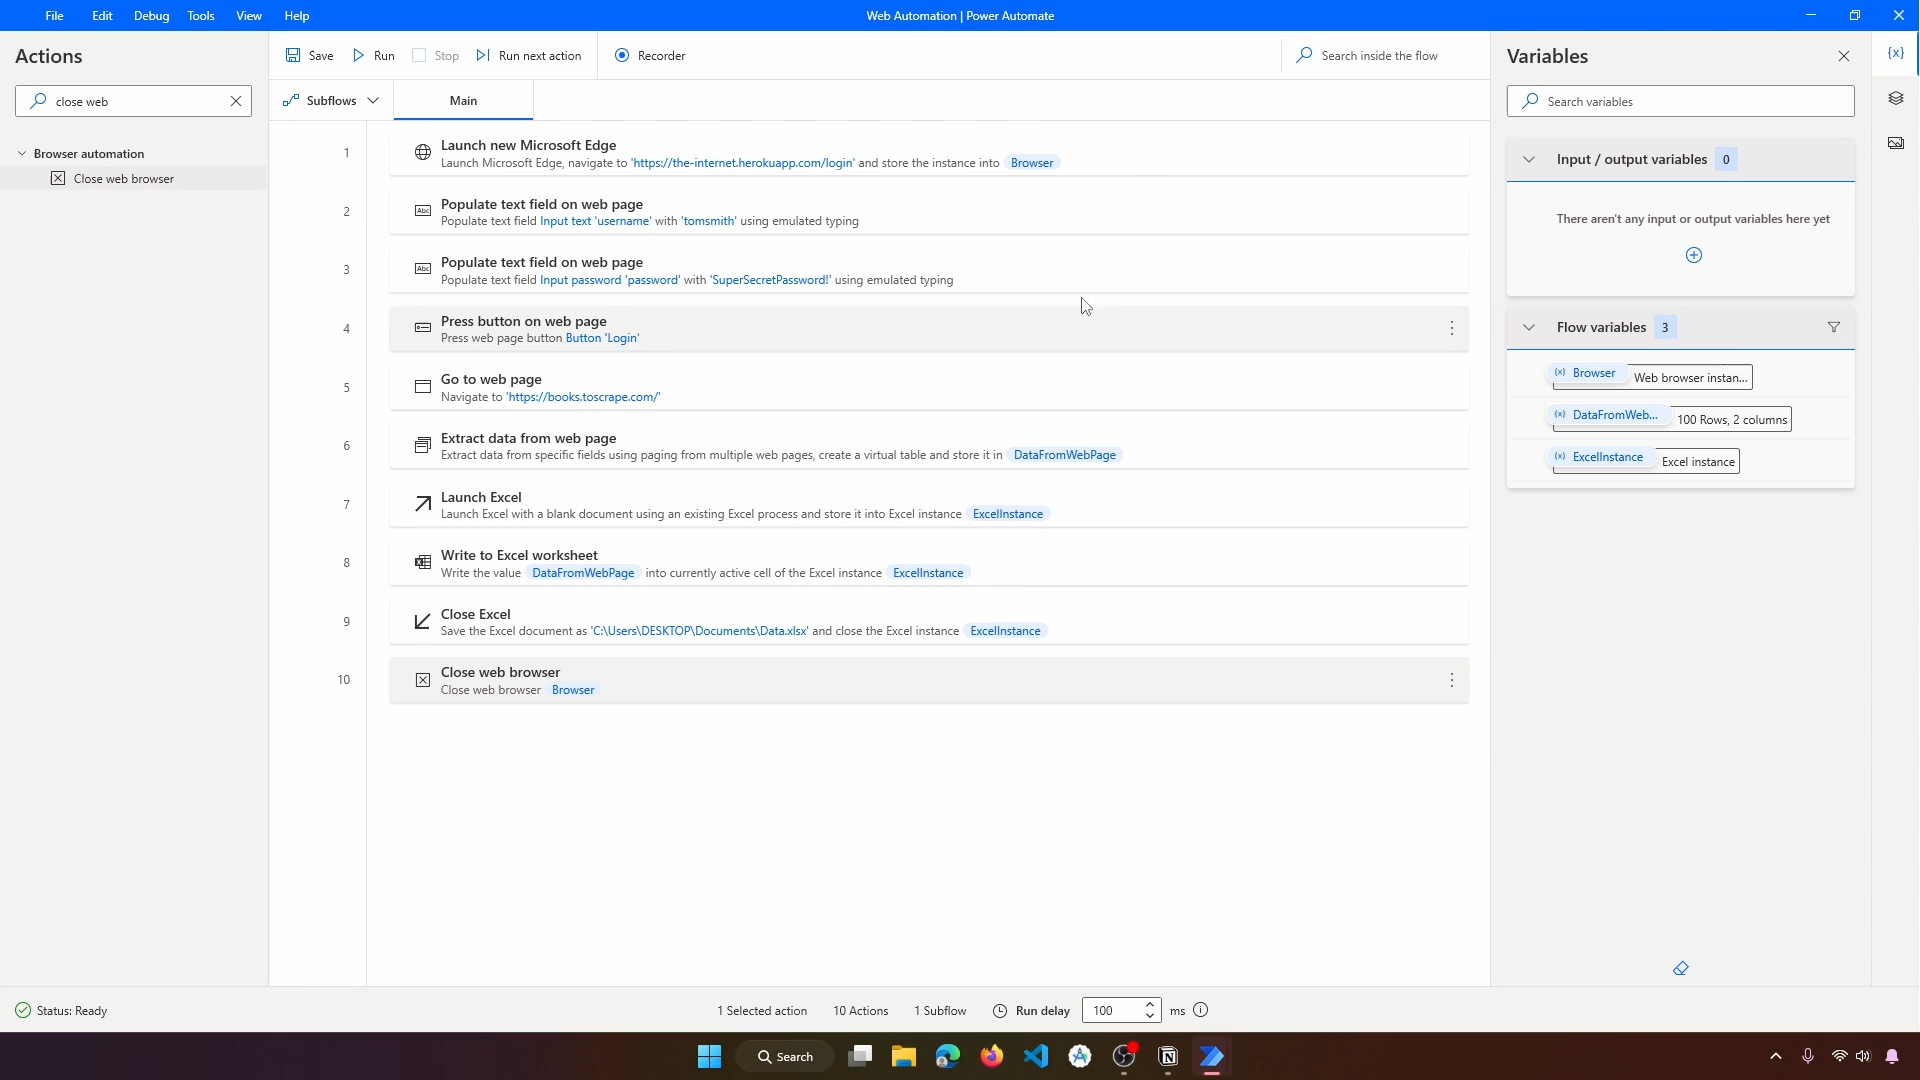 File Edit Debug Tools View Help
Web Automation | Power Automate
Actions
close web
Browser automation
Close web browser
Save Run Stop Run next action Recorder
Search inside the flow
Subflows Main
1
Launch new Microsoft Edge
Launch Microsoft Edge, navigate to 'https://the-internet.herokuapp.com/login' and store the instance into Browser
2
Populate text field on web page
Abc
Populate text field Input text 'username' with 'tomsmith' using emulated typing
3
Populate text field on web page
Abc
Populate text field Input password 'password' with 'SuperSecretPassword!' using emulated typing
4
Press button on web page
Press web page button Button 'Login'
5
Go to web page
Navigate to 'https://books.toscrape.com/'
6
Extract data from web page
Extract data from specific fields using paging from multiple web pages, create a virtual table and store it in DataFromWebPage
7
Launch Excel
Launch Excel with a blank document using an existing Excel process and store it into Excel instance ExcelInstance
8
Write to Excel worksheet
Write the value DataFromWebPage into currently active cell of the Excel instance ExcelInstance
9
Close Excel
Save the Excel document as 'C:\Users\DESKTOP\Documents\Data.xlsx' and close the Excel instance ExcelInstance
10
Close web browser
Close web browser Browser
Variables
{x}
Search variables
Input / output variables 0
There aren't any input or output variables here yet
Flow variables 3
(x) Browser Web browser instan...
(x) DataFromWeb... 100 Rows, 2 columns
(x) ExcelInstance Excel instance
Status: Ready
1 Selected action 10 Actions 1 Subflow Run delay 100 ms
Search